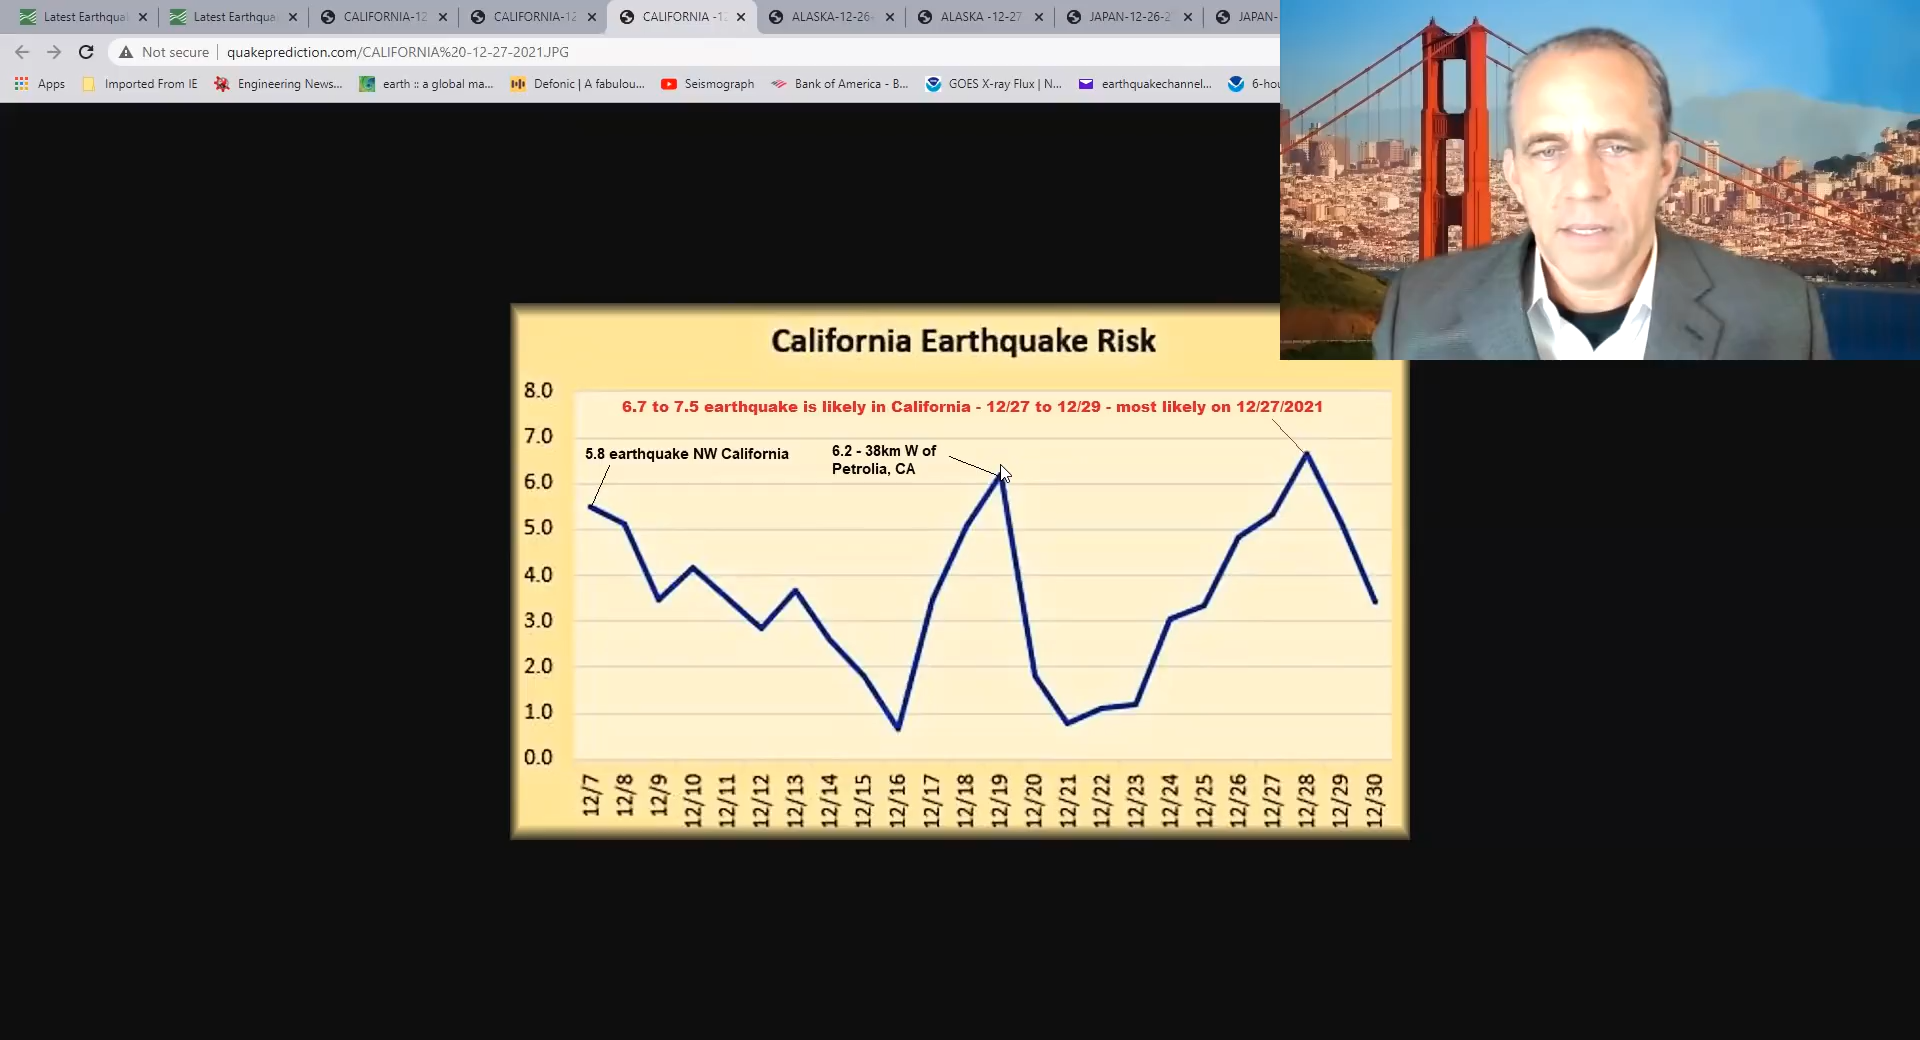 Latest Earthqua
Latest Earthqua
CALIFORNIA-12
CALIFORNIA-12
CALIFORNIA -12
ALASKA-12-26-
ALASKA -12-27
JAPAN-12-26-2
JAPAN-
Not secure
quakeprediction.com/CALIFORNIA%20-12-27-2021.JPG
Apps
Imported From IE
Engineering News...
earth :: a global ma...
Defonic | A fabulou...
Seismograph
Bank of America - B...
GOES X-ray Flux | N...
earthquakechannel...
6-hou
California Earthquake Risk
8.0
6.7 to 7.5 earthquake is likely in California - 12/27 to 12/29 - most likely on 12/27/2021
7.0
5.8 earthquake NW California
6.2 - 38km W of
Petrolia, CA
6.0
5.0
4.0
3.0
2.0
1.0
0.0
12/7
12/8
12/9
12/10
12/11
12/12
12/13
12/14
12/15
12/16
12/17
12/18
12/19
12/20
12/21
12/22
12/23
12/24
12/25
12/26
12/27
12/28
12/29
12/30